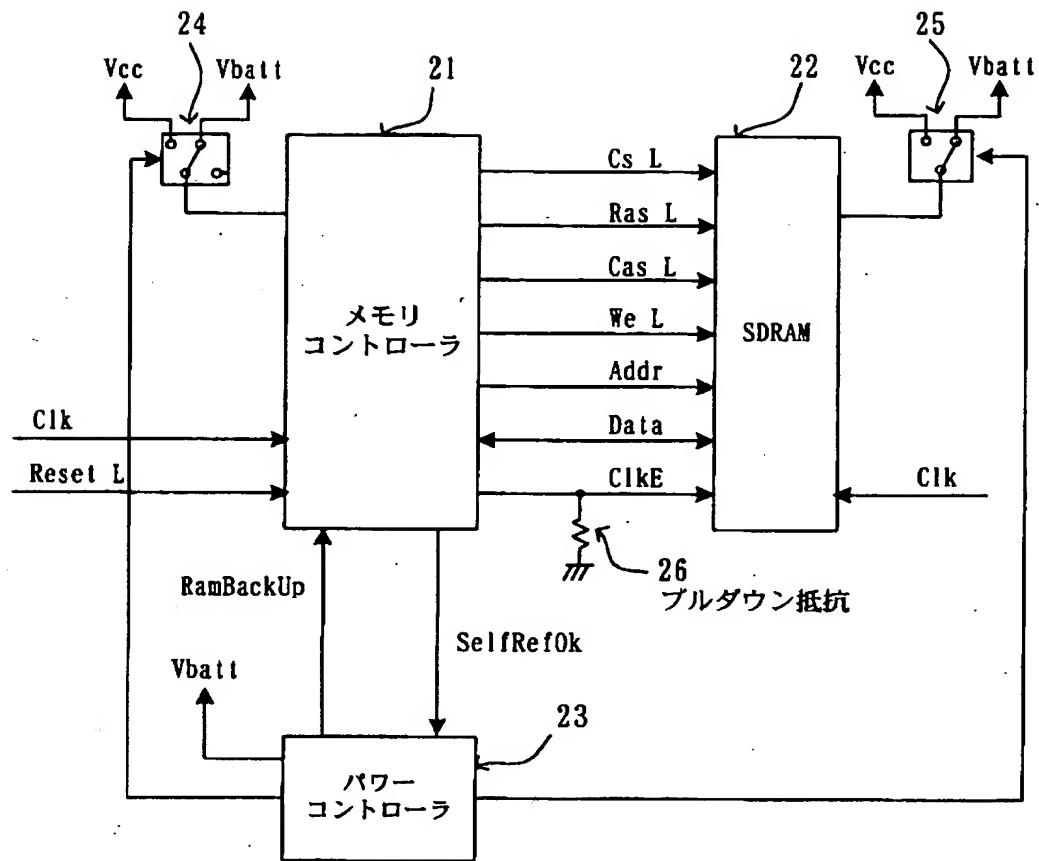 24
25
Vcc
Vbatt
21
22
Vcc
Vbatt
Cs L
Ras L
Cas L
メモリ
コントローラ
We L
SDRAM
Addr
Clk
Data
Reset L
ClkE
Clk
26
プルダウン抵抗
RamBackUp
SelfRefOk
Vbatt
23
パワー
コントローラ